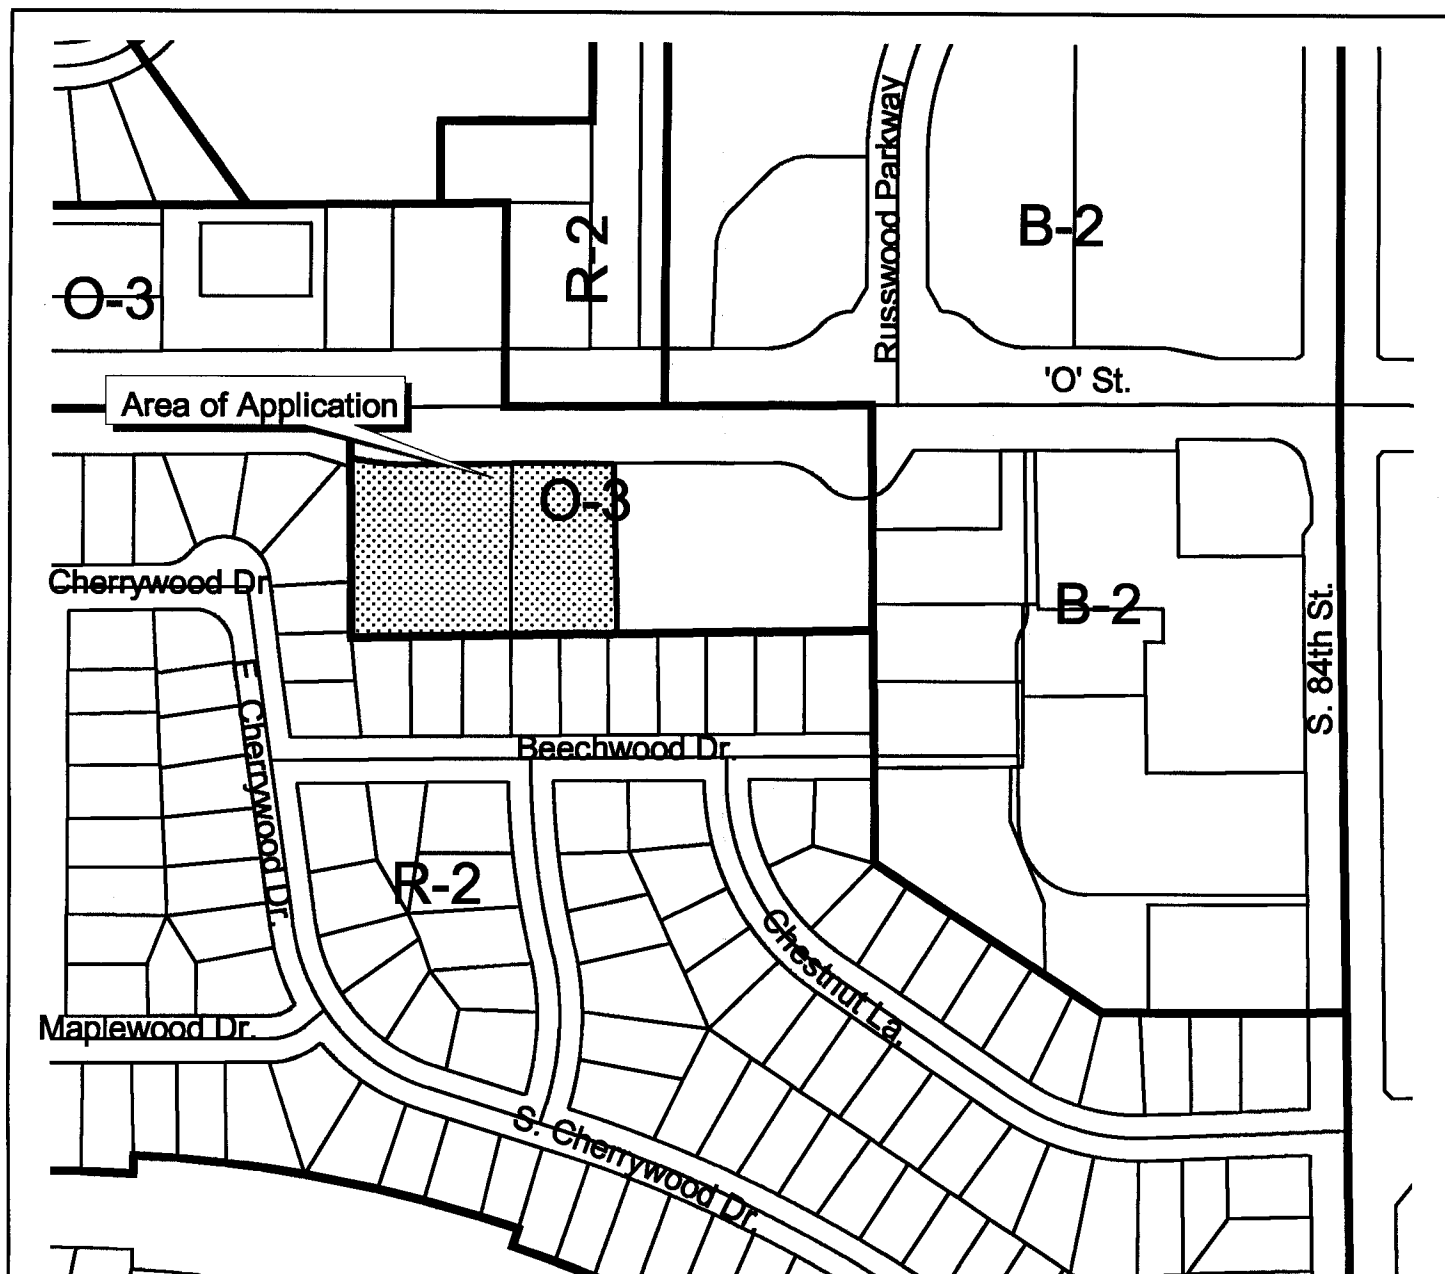 Russwood Parkway
B-2
R-2
O-3
'O' St.
Area of Application
O-3
Cherrywood Dr.
B-2
S. 84th St.
E Cherrywood Dr.
Beechwood Dr.
R-2
Chestnut La.
Maplewood Dr.
S. Cherrywood Dr.